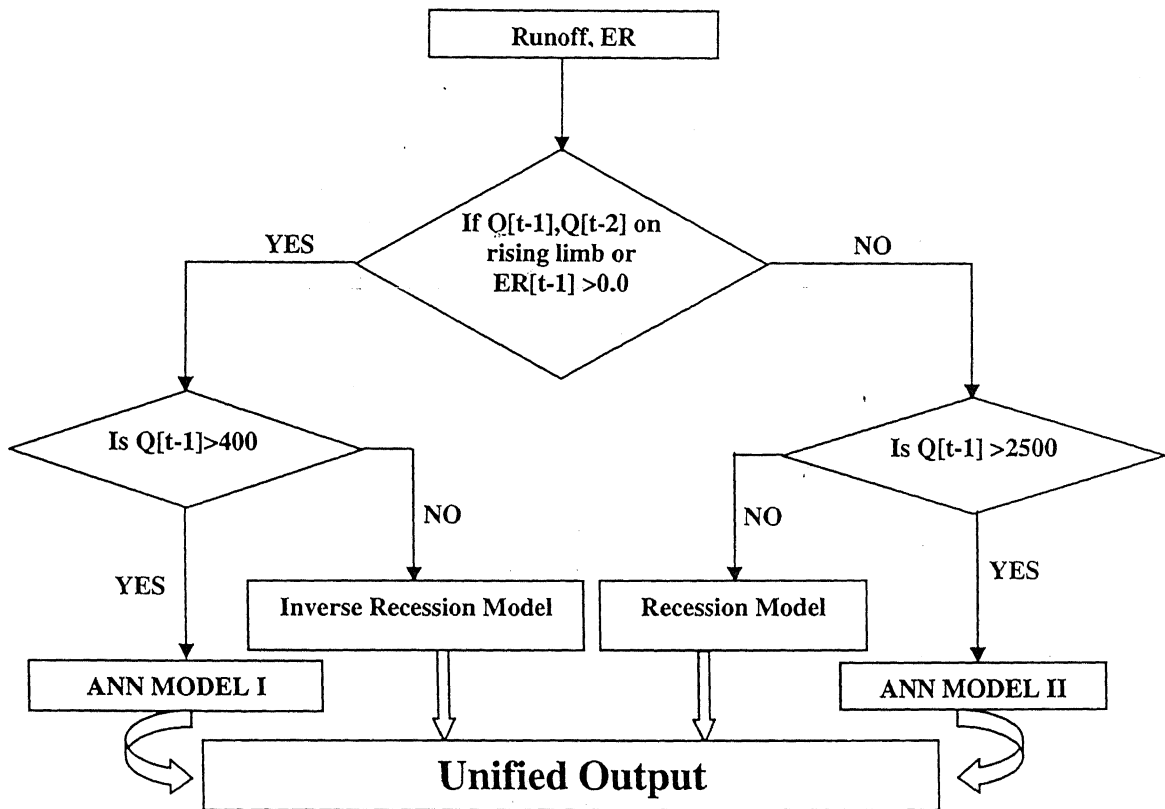 Runoff, ER
If Q[t-1],Q[t-2] on
rising limb or
ER[t-1] >0.0
YES
NO
Is Q[t-1]>400
Is Q[t-1] >2500
NO
NO
YES
YES
Inverse Recession Model
Recession Model
ANN MODEL I
ANN MODEL II
Unified Output